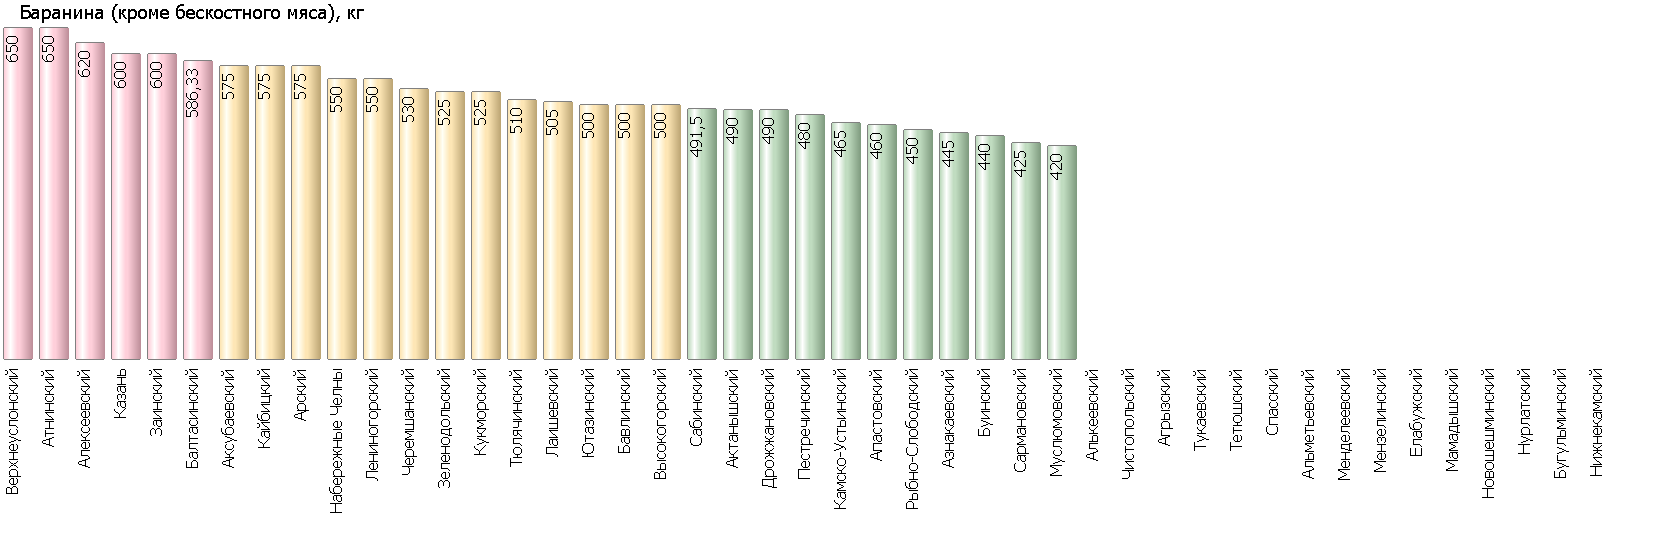 Баранина (кроме бескостного мяса), кг
650
650
620
600
600
586,33
575
575
575
550
550
530
525
525
510
505
500
500
500
491,5
490
490
480
465
460
450
445
440
425
420
Верхнеуслонский
Атнинский
Алексеевский
Казань
Заинский
Балтасинский
Аксубаевский
Кайбицкий
Арский
Набережные Челны
Лениногорский
Черемшанский
Зеленодольский
Кукморский
Тюлячинский
Лаишевский
Ютазинский
Бавлинский
Высокогорский
Сабинский
Актанышский
Дрожжановский
Пестречинский
Камско-Устьинский
Апастовский
Рыбно-Слободский
Азнакаевский
Буинский
Сармановский
Муслюмовский
Алькеевский
Чистопольский
Агрызский
Тукаевский
Тетюшский
Спасский
Альметьевский
Менделеевский
Мензелинский
Елабужский
Мамадышский
Новошешминский
Нурлатский
Бугульминский
Нижнекамский